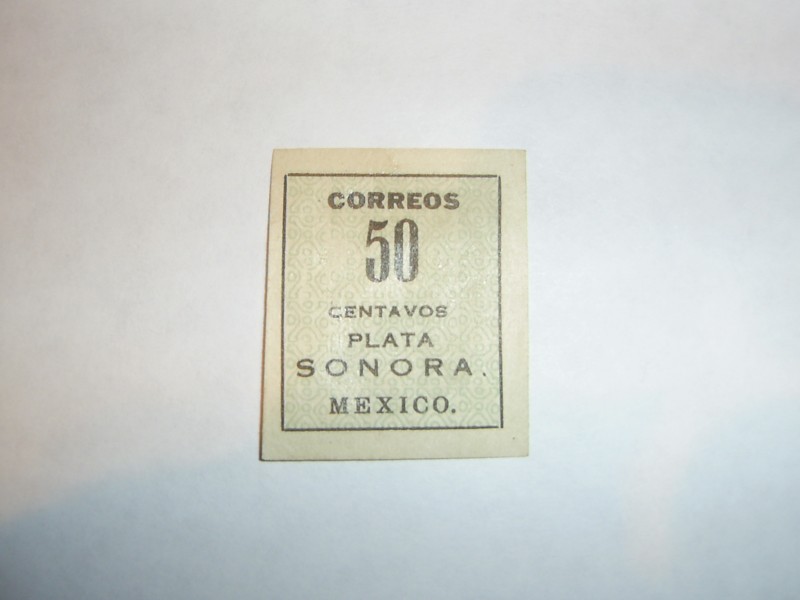 CORREOS
50
CENTAVOS
PLATA
SONORA.
MEXICO.